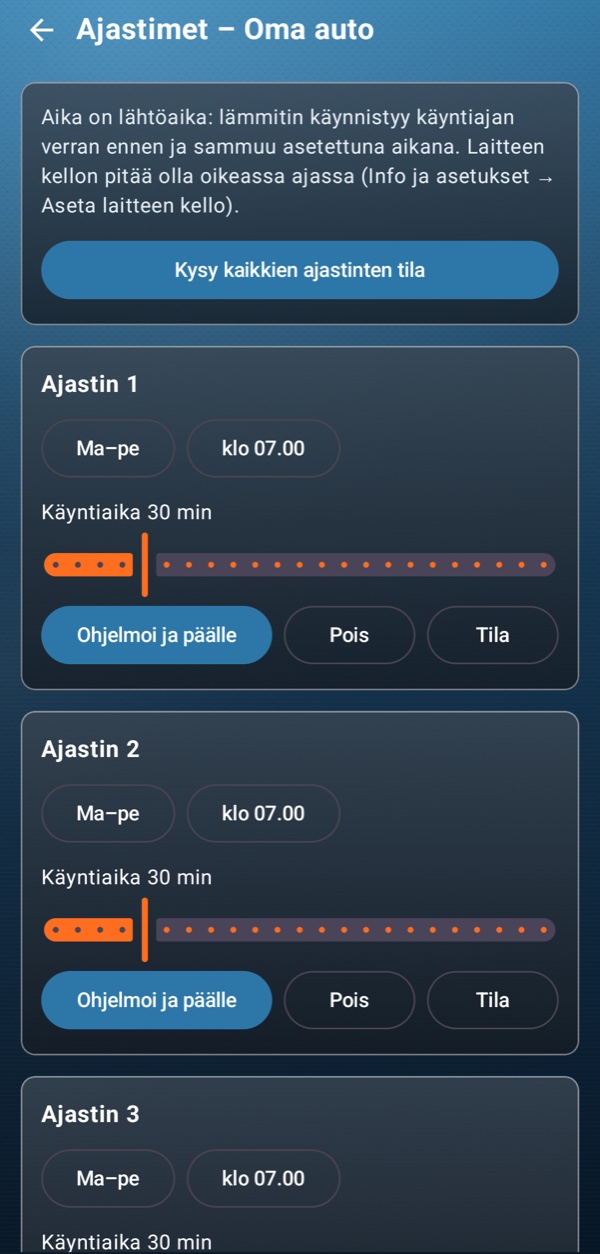 Ajastimet – Oma auto
Aika on lähtöaika: lämmitin käynnistyy käyntiajan
verran ennen ja sammuu asetettuna aikana. Laitteen
kellon pitää olla oikeassa ajassa (Info ja asetukset →
Aseta laitteen kello).
Kysy kaikkien ajastinten tila
Ajastin 1
Ma–pe klo 07.00
Käyntiaika 30 min
Ohjelmoi ja päälle Pois Tila
Ajastin 2
Ma–pe klo 07.00
Käyntiaika 30 min
Ohjelmoi ja päälle Pois Tila
Ajastin 3
Ma–pe klo 07.00
Käyntiaika 30 min